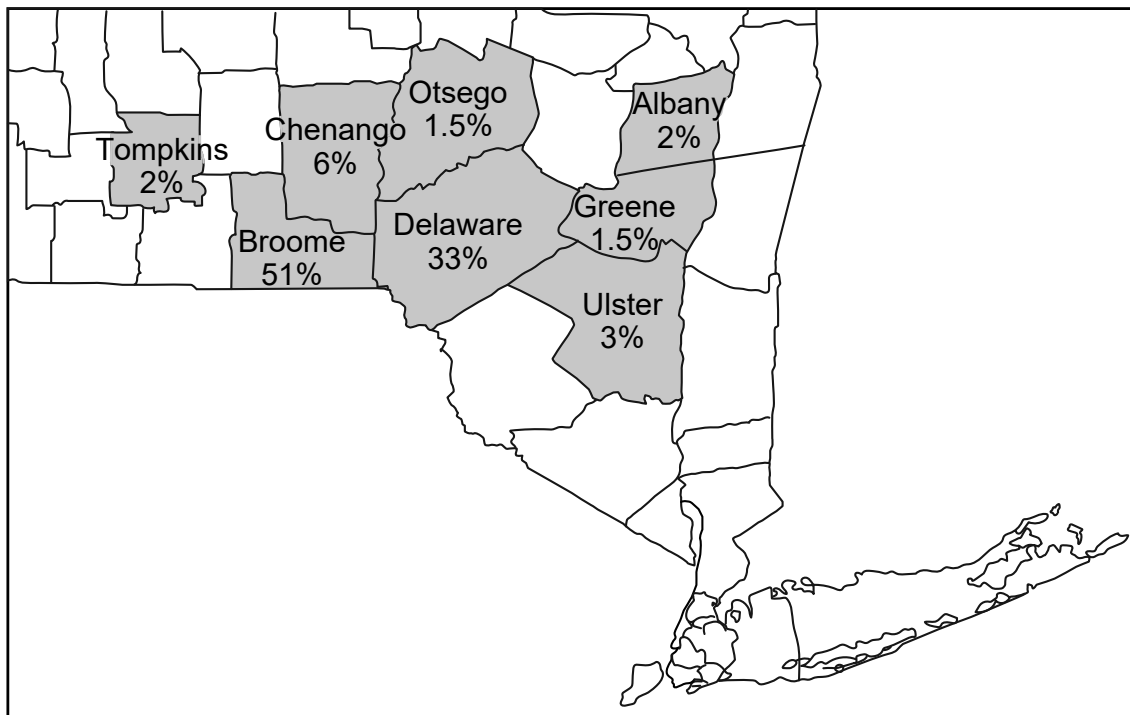 Otsego
1.5%
Albany
2%
Chenango
6%
Tompkins
2%
Greene
1.5%
Delaware
33%
Broome
51%
Ulster
3%